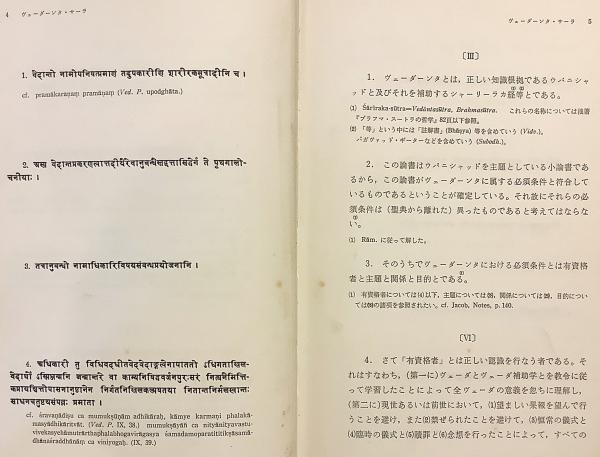 4 ヴェーダーンタ・サーラ
1. वेदान्तो नामोपनिषत्प्रमाणं तदुपकारीणि शारीरकसूत्रादीनि च ।
cf. pramākaraṇaṃ pramāṇaṃ (Ved. P. upodghāta.)
2. अस्य वेदान्तप्रकरणत्वात्तदीयैरेवानुबन्धैस्तद्वत्तासिद्धेर्न ते पृथगालो-
चनीयाः ।
3. तत्रानुबन्धो नामाधिकारिविषयसंबन्धप्रयोजनानि ।
4. अधिकारी तु विधिवदधीतवेदवेदाङ्गत्वेनापाततो ऽधिगताखिल-
वेदार्थो ऽस्मिञ्जन्मनि जन्मान्तरे वा काम्यनिषिद्धवर्जनपुरःसरं नित्यनैमित्ति-
कप्रायश्चित्तोपासनानुष्ठानेन निर्गतनिखिलकल्मषतया नितान्तनिर्मलस्वान्तः
साधनचतुष्टयसंपन्नः प्रमाता ।
cf. śravaṇādiṣu ca mumukṣūṇām adhikāraḥ, kāmye karmaṇi phalakā-
masyādhikāritvāt. (Ved. P. IX, 38.) mumukṣāyāñ ca nityānityavastu-
vivekasyehāmutrārthaphalabhogavirāgasya śamadamoparatititikṣāsamā-
dhānaśraddhānāṃ ca viniyogaḥ. (IX, 39.)
ヴェーダーンタ・サーラ 5
〔III〕
1. ヴェーダーンタとは，正しい知識根拠であるウパニシャ
ッドと及びそれを補助するシャーリーラカ経等とである。
(1) Śārīraka-sūtra=Vedāntasūtra, Brahmasūtra. これらの名称については拙著
『ブラフマ・スートラの哲学』82頁以下参照。
(2) 「等」という中には「註解書」(Bhāṣya) 等を含めていう (Vido.)，
バガヴァッド・ギーターなどを含めていう (Subodh.)。
2. この論書はウパニシャッドを主題としている小論書であ
るから，この論書がヴェーダーンタに属する必須条件と符合して
いるものであるということが確定している。それ故にそれらの必
須条件は（聖典から離れた）異ったものであると考えてはならな
い。
(1) Rām. に従って解した。
3. そのうちでヴェーダーンタにおける必須条件とは有資格
者と主題と関係と目的とである。
(1) 有資格者については(4)以下，主題については 関係については 目的につい
ては の諸項を参照されたい。cf. Jacob, Notes, p. 140.
〔VI〕
4. さて「有資格者」とは正しい認識を行なう者である。そ
れはすなわち，（第一に）ヴェーダとヴェーダ補助学とを教令に従
って学習したことによって全ヴェーダの意義を忽ちに理解し，
（第二に）現世あるいは前世において，(1)望ましい果報を望んで行
うことを避け，また(2)禁ぜられたことを避けて，(3)恒常の儀式と
(4)臨時の儀式と(5)贖罪と(6)念想を行ったことによって，すべての